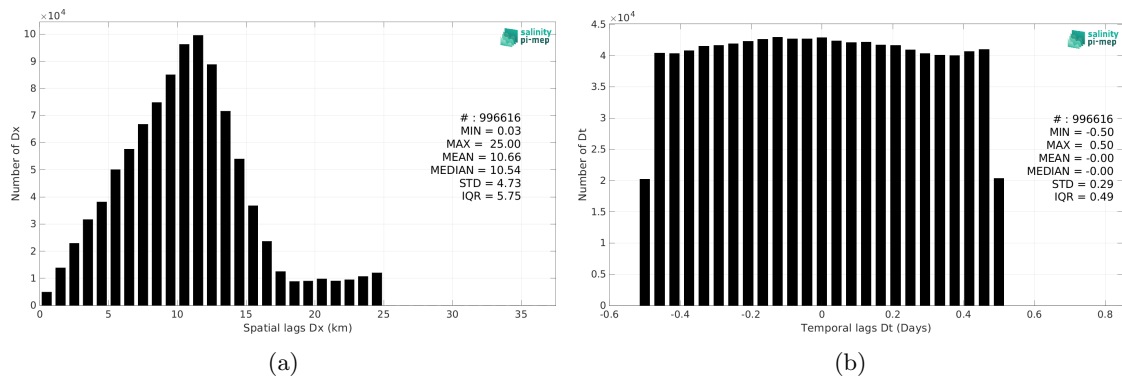 ×10⁴
10
9
8
7
6
5
4
3
2
1
0
Number of Dx
salinity
pi-mep
# : 996616
MIN = 0.03
MAX = 25.00
MEAN = 10.66
MEDIAN = 10.54
STD = 4.73
IQR = 5.75
0 5 10 15 20 25 30 35
Spatial lags Dx (km)
(a)
×10⁴
4.5
4
3.5
3
2.5
2
1.5
1
0.5
0
Number of Dt
salinity
pi-mep
# : 996616
MIN = -0.50
MAX = 0.50
MEAN = -0.00
MEDIAN = -0.00
STD = 0.29
IQR = 0.49
-0.6 -0.4 -0.2 0 0.2 0.4 0.6 0.8
Temporal lags Dt (Days)
(b)